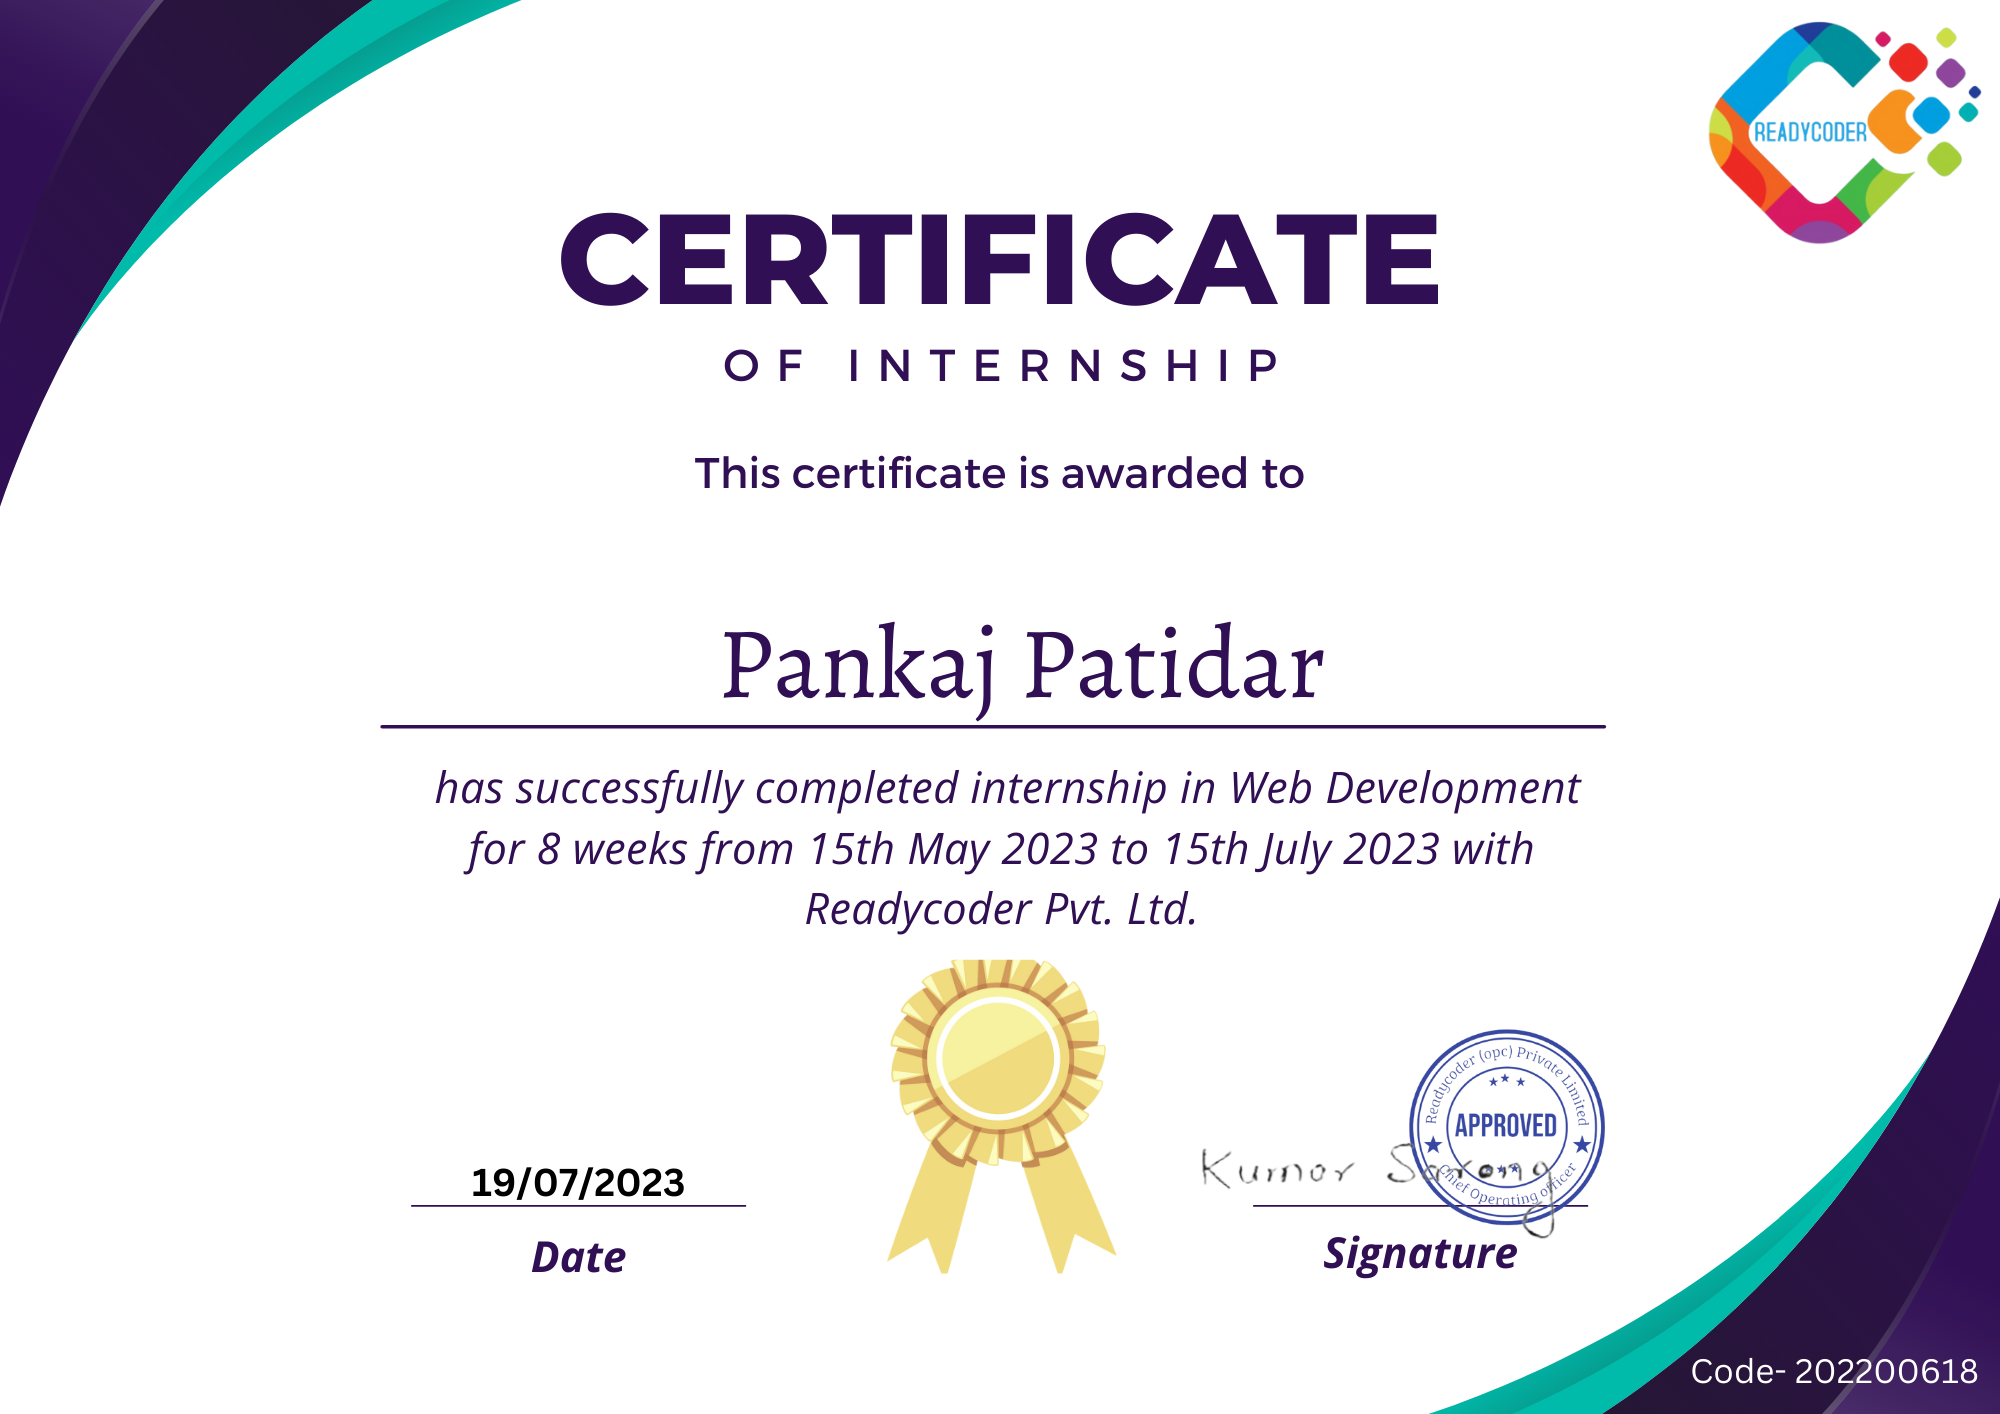 READYCODER
CERTIFICATE
OF INTERNSHIP
This certificate is awarded to
Pankaj Patidar
has successfully completed internship in Web Development
for 8 weeks from 15th May 2023 to 15th July 2023 with
Readycoder Pvt. Ltd.
Readycoder (opc) Private Limited
APPROVED
Chief Operating officer
Kumar Sarang
19/07/2023
Date
Signature
Code- 202200618